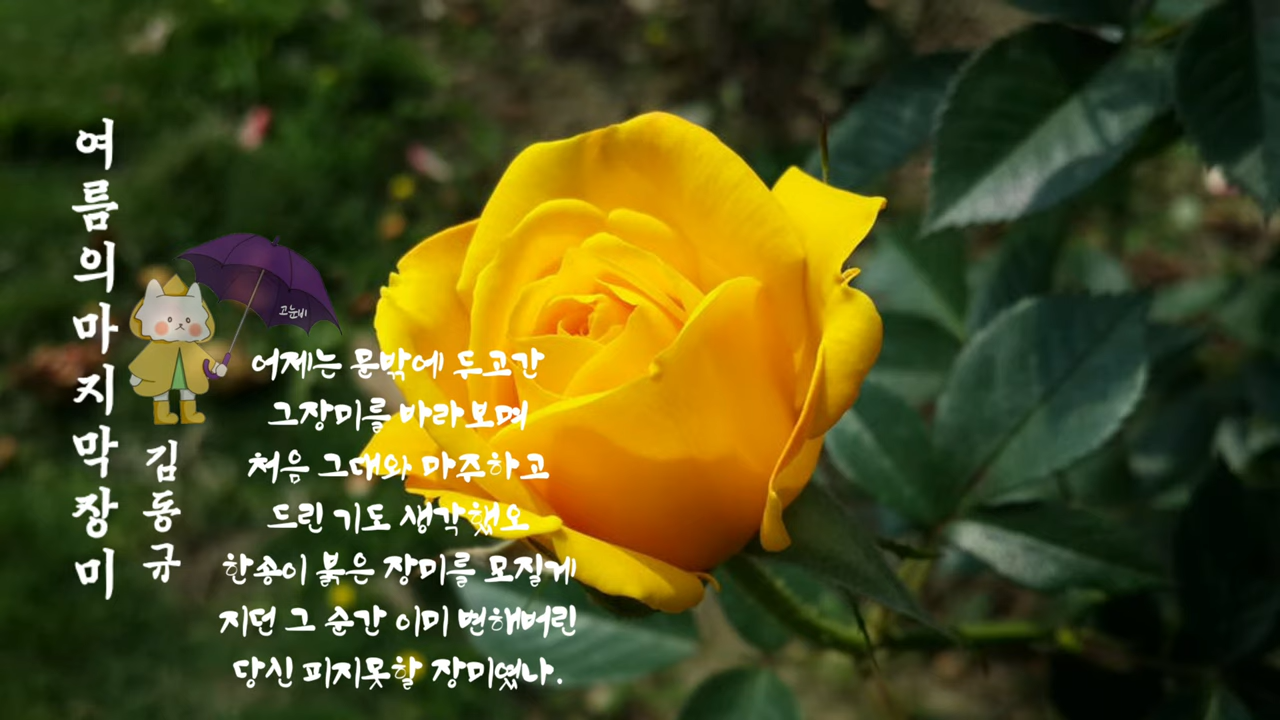 여름의마지막장미
김동규
고눈비
어제는 문밖에 두고간
그장미를 바라보며
처음 그대와 마주하고
드린 기도 생각했오
한송이 붉은 장미를 모질게
지던 그 순간 이미 변해버린
당신 피지못할 장미였나.